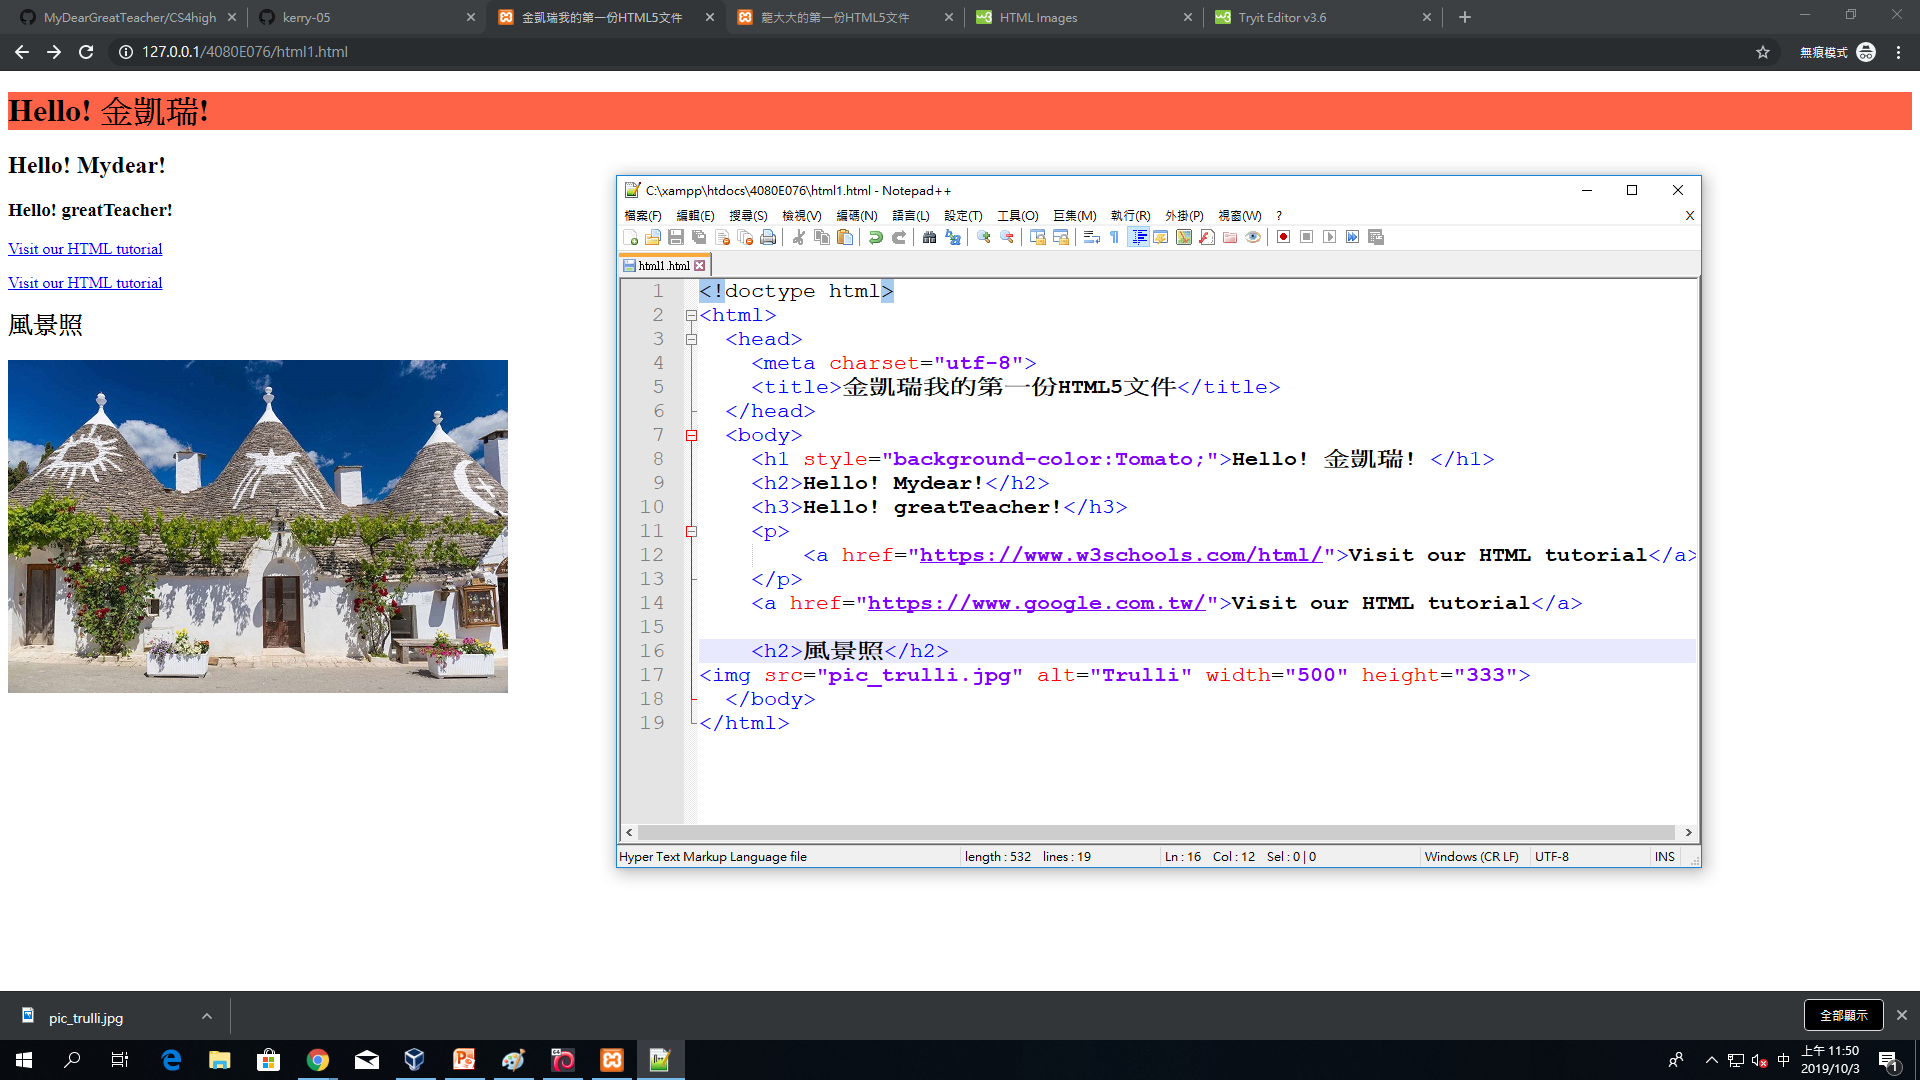 MyDearGreatTeacher/CS4high
kerry-05
金凱瑞我的第一份HTML5文件
龍大大的第一份HTML5文件
HTML Images
Tryit Editor v3.6
127.0.0.1/4080E076/html1.html
無痕模式
Hello! 金凱瑞!
Hello! Mydear!
Hello! greatTeacher!
Visit our HTML tutorial
Visit our HTML tutorial
風景照
C:\xampp\htdocs\4080E076\html1.html - Notepad++
檔案(F) 編輯(E) 搜尋(S) 檢視(V) 編碼(N) 語言(L) 設定(T) 工具(O) 巨集(M) 執行(R) 外掛(P) 視窗(W) ? X
html1.html
1 <!doctype html>
2 <html>
3 <head>
4 <meta charset="utf-8">
5 <title>金凱瑞我的第一份HTML5文件</title>
6 </head>
7 <body>
8 <h1 style="background-color:Tomato;">Hello! 金凱瑞! </h1>
9 <h2>Hello! Mydear!</h2>
10 <h3>Hello! greatTeacher!</h3>
11 <p>
12 <a href="https://www.w3schools.com/html/">Visit our HTML tutorial</a>
13 </p>
14 <a href="https://www.google.com.tw/">Visit our HTML tutorial</a>
15
16 <h2>風景照</h2>
17 <img src="pic_trulli.jpg" alt="Trulli" width="500" height="333">
18 </body>
19 </html>
Hyper Text Markup Language file length : 532 lines : 19 Ln : 16 Col : 12 Sel : 0 | 0 Windows (CR LF) UTF-8 INS
pic_trulli.jpg
全部顯示
中
上午 11:50
2019/10/3
1